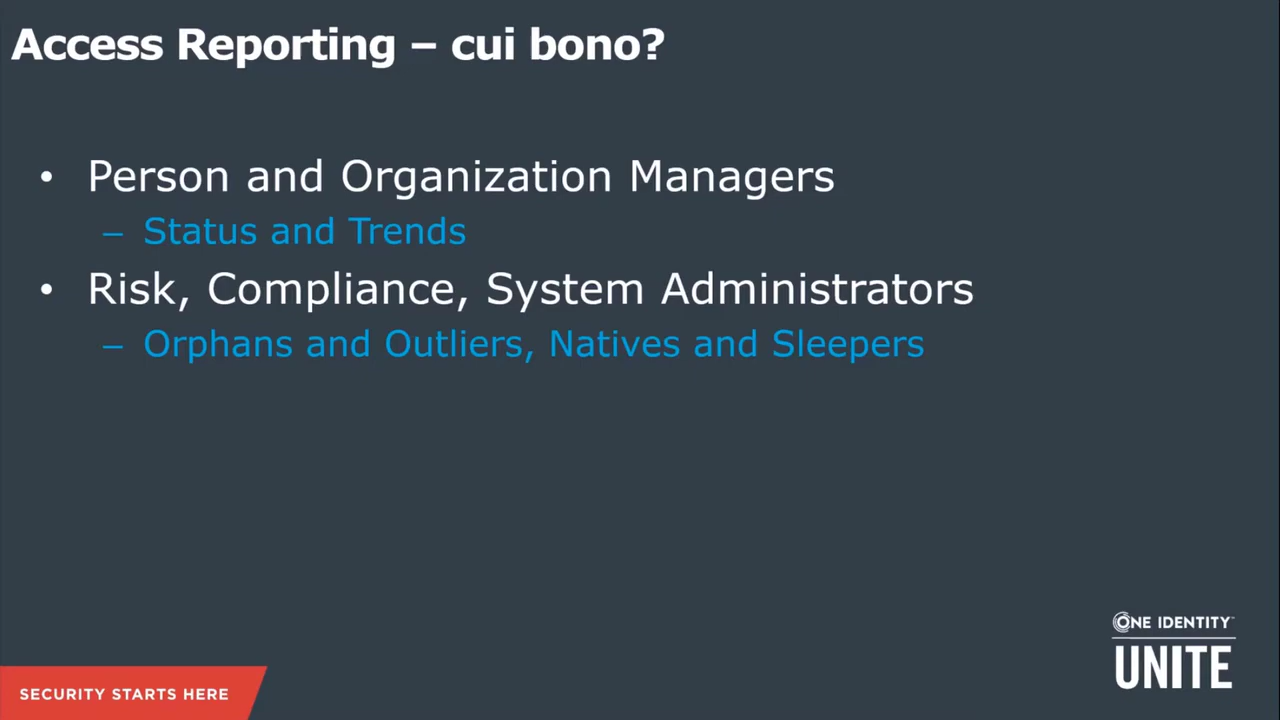 Access Reporting – cui bono?
• Person and Organization Managers
– Status and Trends
• Risk, Compliance, System Administrators
– Orphans and Outliers, Natives and Sleepers
ONE IDENTITY™
UNITE
SECURITY STARTS HERE